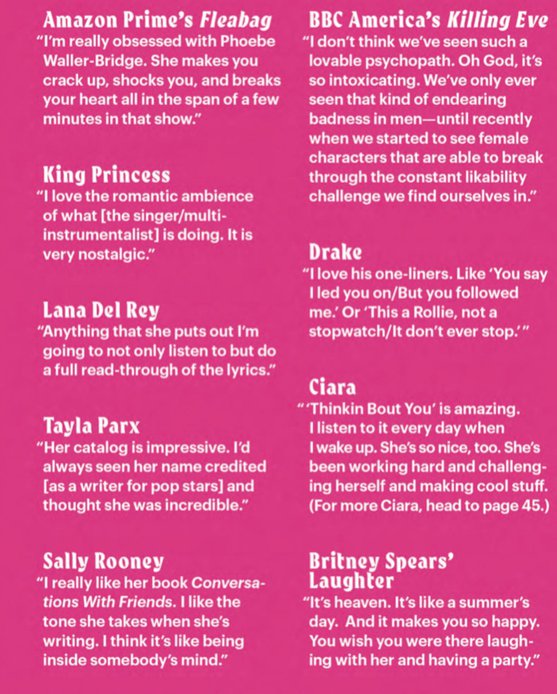 Amazon Prime's Fleabag
"I'm really obsessed with Phoebe
Waller-Bridge. She makes you
crack up, shocks you, and breaks
your heart all in the span of a few
minutes in that show."
King Princess
"I love the romantic ambience
of what [the singer/multi-
instrumentalist] is doing. It is
very nostalgic."
Lana Del Rey
"Anything that she puts out I'm
going to not only listen to but do
a full read-through of the lyrics."
Tayla Parx
"Her catalog is impressive. I'd
always seen her name credited
[as a writer for pop stars] and
thought she was incredible."
Sally Rooney
"I really like her book Conversa-
tions With Friends. I like the
tone she takes when she's
writing. I think it's like being
inside somebody's mind."
BBC America's Killing Eve
"I don't think we've seen such a
lovable psychopath. Oh God, it's
so intoxicating. We've only ever
seen that kind of endearing
badness in men—until recently
when we started to see female
characters that are able to break
through the constant likability
challenge we find ourselves in."
Drake
"I love his one-liners. Like 'You say
I led you on/But you followed
me.' Or 'This a Rollie, not a
stopwatch/It don't ever stop.'"
Ciara
"'Thinkin Bout You' is amazing.
I listen to it every day when
I wake up. She's so nice, too. She's
been working hard and challeng-
ing herself and making cool stuff.
(For more Ciara, head to page 45.)
Britney Spears'
Laughter
"It's heaven. It's like a summer's
day. And it makes you so happy.
You wish you were there laugh-
ing with her and having a party."